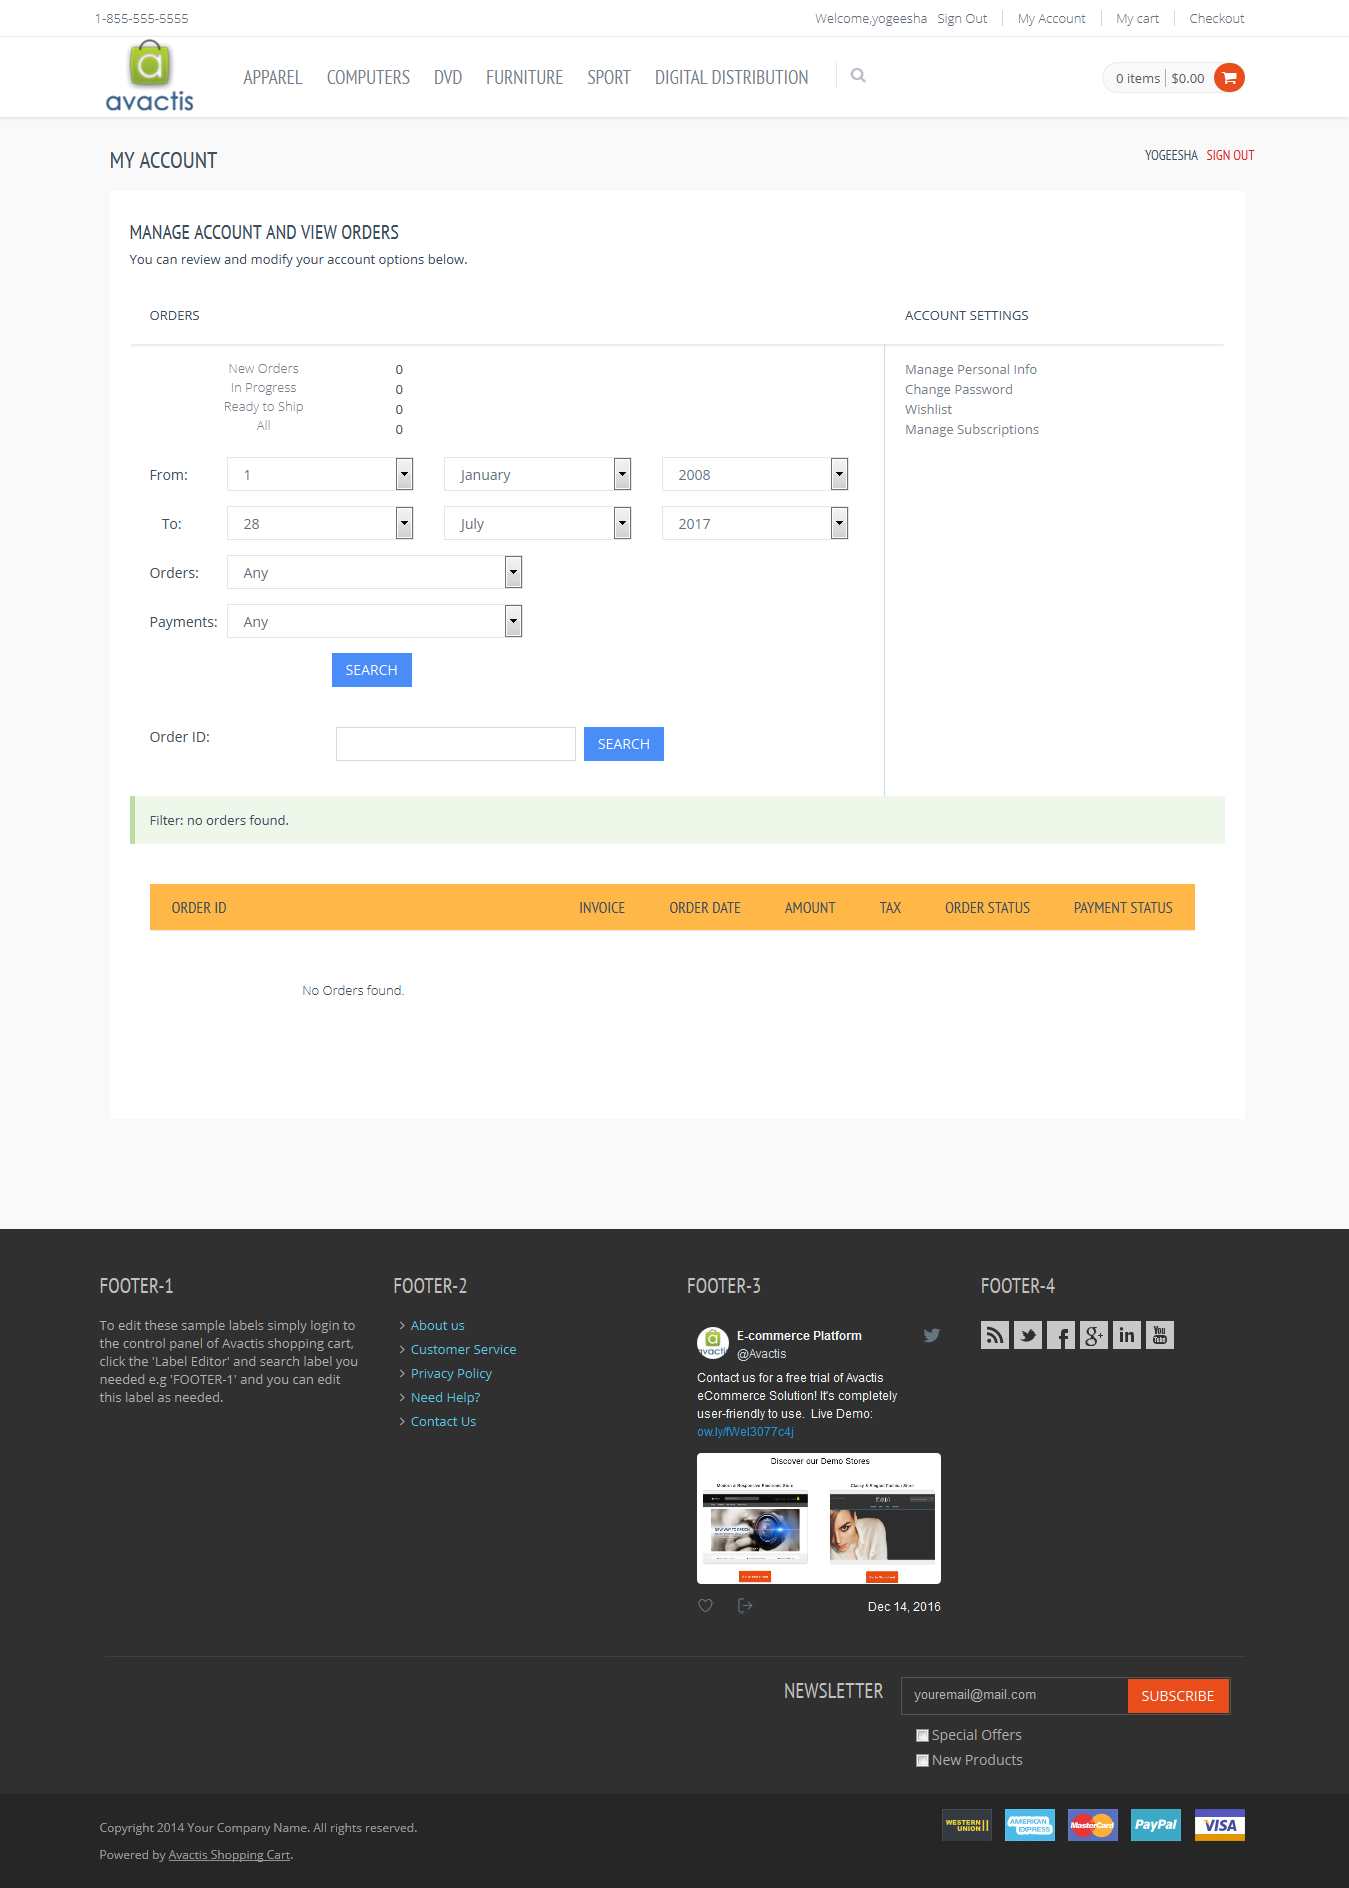 1-855-555-5555
Welcome,yogeesha Sign Out My Account My cart Checkout
avactis
APPAREL COMPUTERS DVD FURNITURE SPORT DIGITAL DISTRIBUTION
0 items $0.00
MY ACCOUNT
YOGEESHA SIGN OUT
MANAGE ACCOUNT AND VIEW ORDERS
You can review and modify your account options below.
ORDERS
ACCOUNT SETTINGS
New Orders 0
In Progress 0
Ready to Ship 0
All 0
Manage Personal Info
Change Password
Wishlist
Manage Subscriptions
From: 1 January 2008
To: 28 July 2017
Orders: Any
Payments: Any
SEARCH
Order ID:
SEARCH
Filter: no orders found.
ORDER ID INVOICE ORDER DATE AMOUNT TAX ORDER STATUS PAYMENT STATUS
No Orders found.
FOOTER-1
To edit these sample labels simply login to
the control panel of Avactis shopping cart,
click the 'Label Editor' and search label you
needed e.g 'FOOTER-1' and you can edit
this label as needed.
FOOTER-2
About us
Customer Service
Privacy Policy
Need Help?
Contact Us
FOOTER-3
E-commerce Platform
@Avactis
Contact us for a free trial of Avactis
eCommerce Solution! It's completely
user-friendly to use. Live Demo:
ow.ly/fWeI3077c4j
Discover our Demo Stores
Modern & Responsive Electronic Store
Classy & Elegant Fashion Store
Dec 14, 2016
FOOTER-4
You Tube
NEWSLETTER
youremail@mail.com
SUBSCRIBE
Special Offers
New Products
Copyright 2014 Your Company Name. All rights reserved.
Powered by Avactis Shopping Cart.
WESTERN UNION
AMERICAN EXPRESS
MasterCard
PayPal
VISA